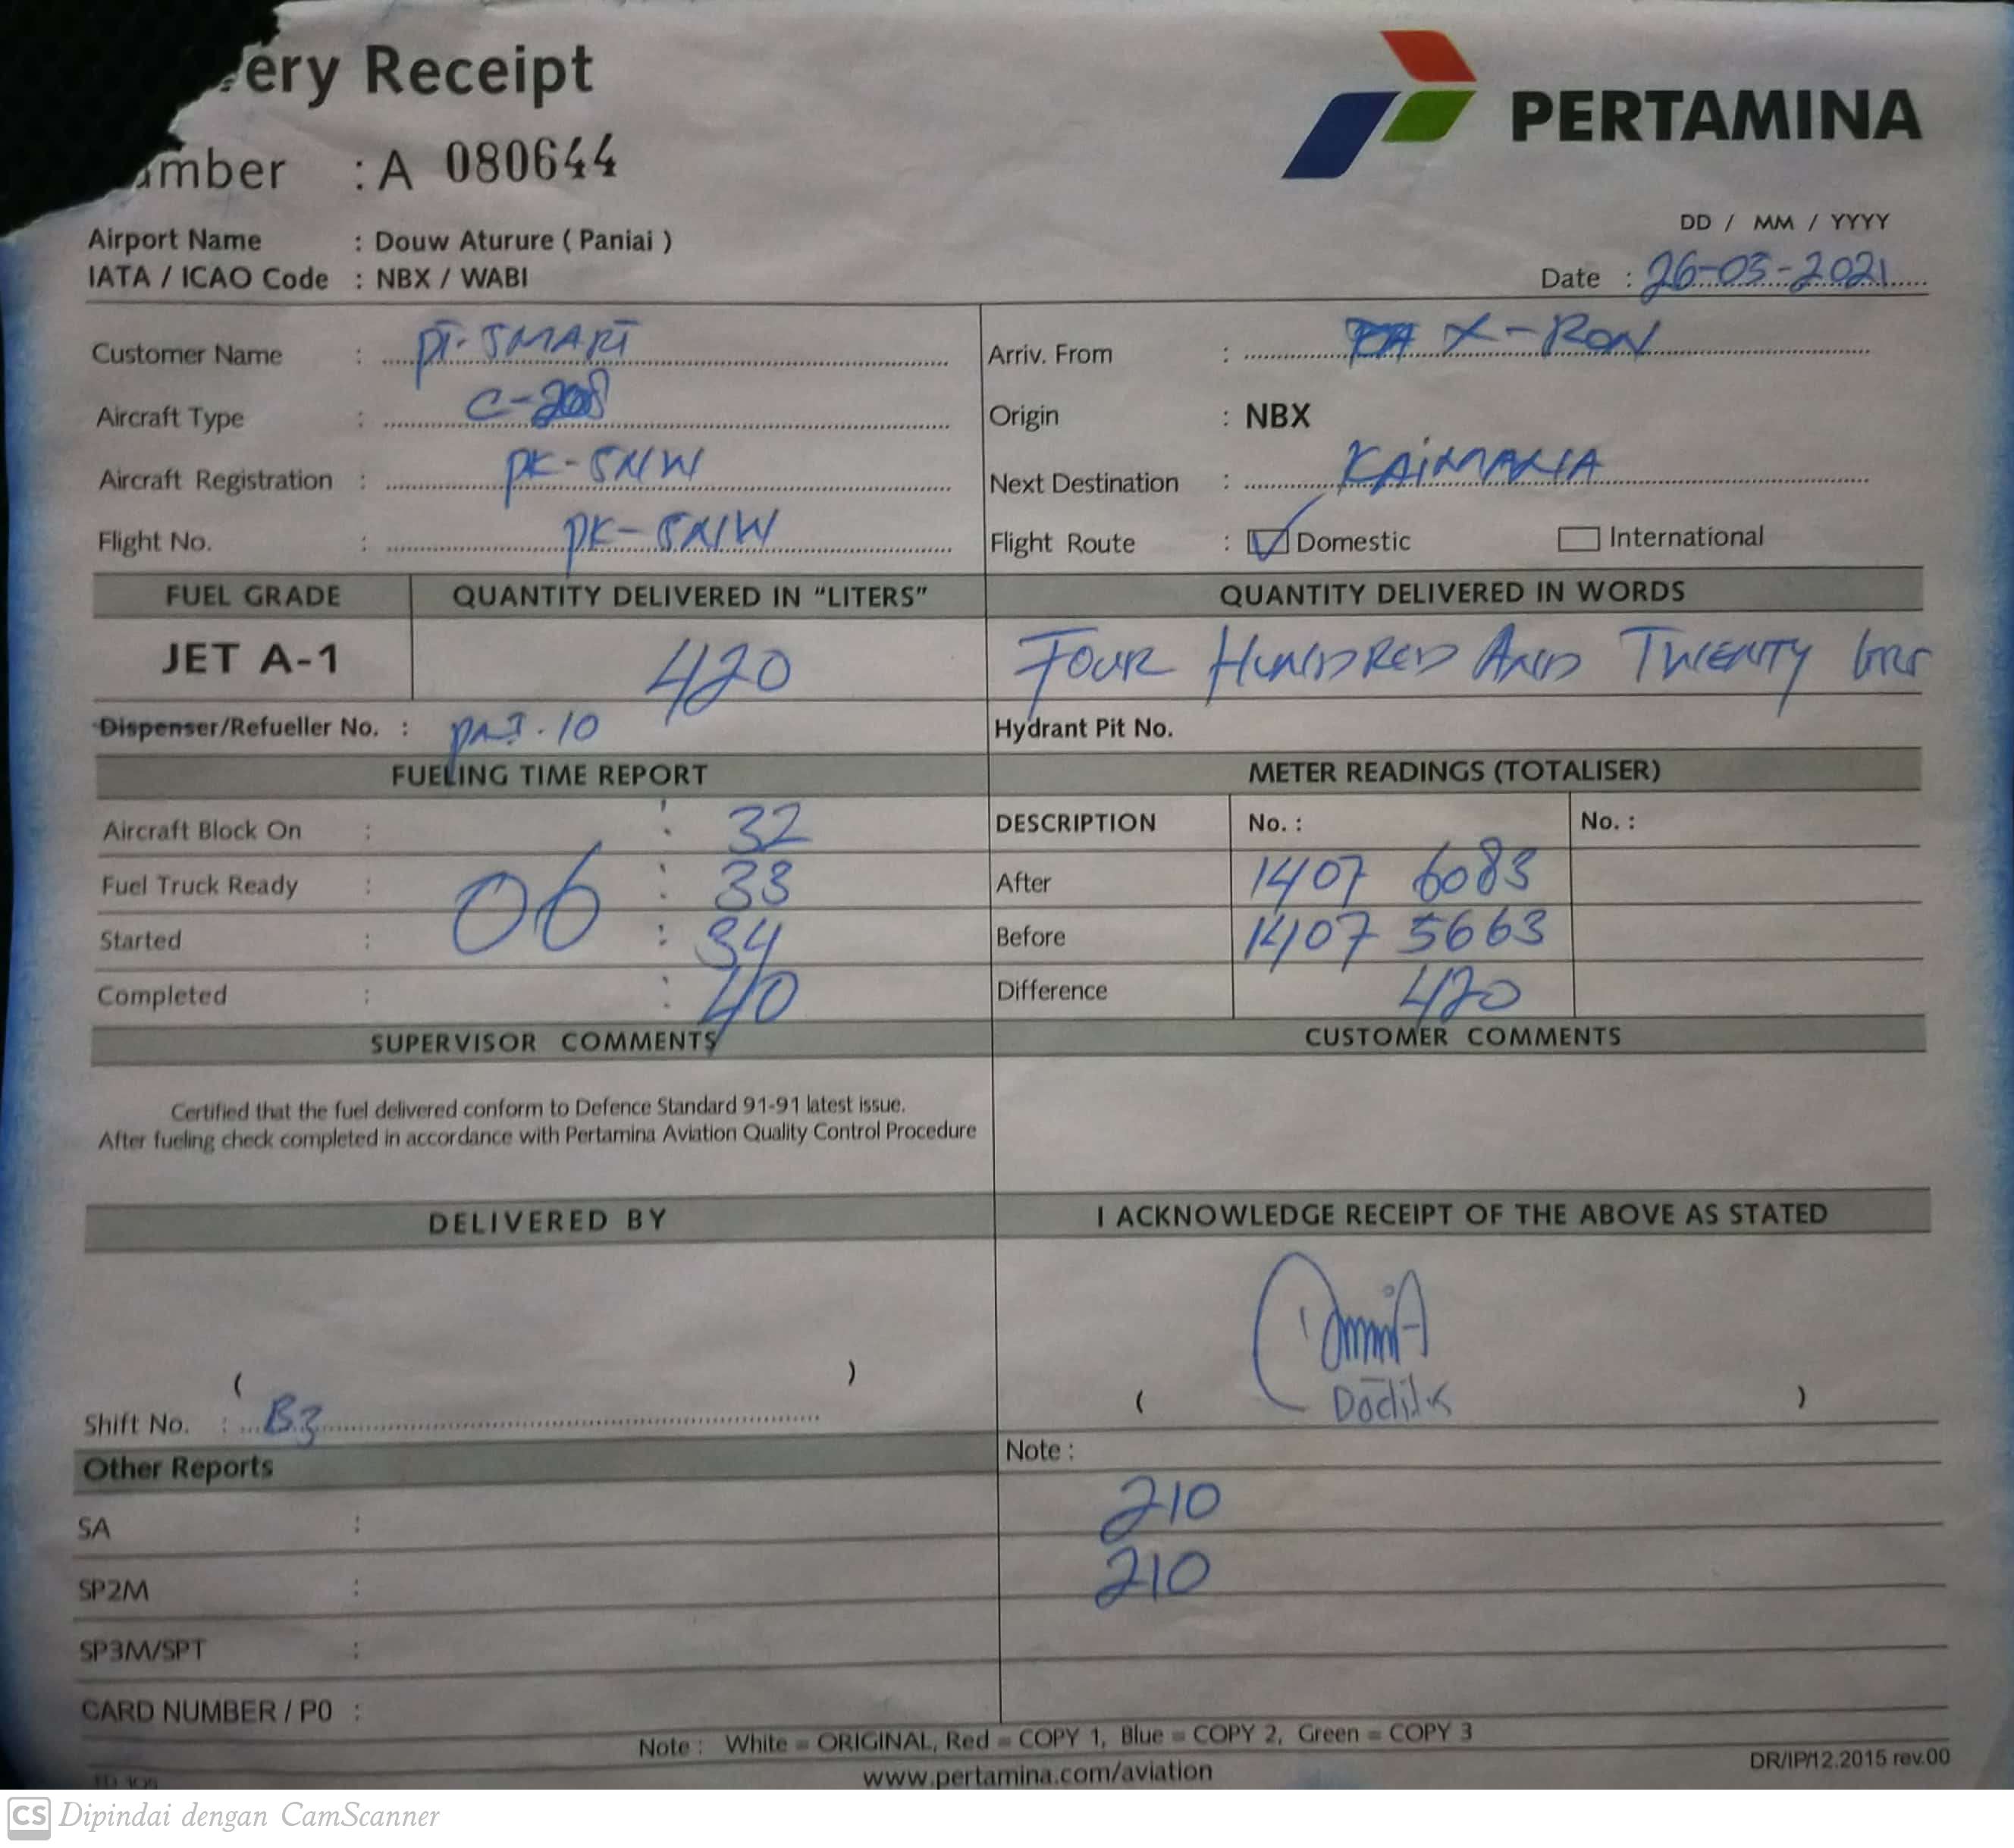 ery Receipt
PERTAMINA
mber : A 080644
Airport Name : Douw Aturure ( Paniai )
IATA / ICAO Code : NBX / WABI
DD / MM / YYYY
Date : 26-03-2021
Customer Name : PT. SMART
Arriv. From : X-RON
Aircraft Type : C-208
Origin : NBX
Aircraft Registration : PK-SNW
Next Destination : KAIMANA
Flight No. : PK-SNW
Flight Route : Domestic International
FUEL GRADE QUANTITY DELIVERED IN "LITERS" QUANTITY DELIVERED IN WORDS
JET A-1 420 FOUR HUNDRED AND TWENTY
Dispenser/Refueller No. : 10
Hydrant Pit No.
FUELING TIME REPORT METER READINGS (TOTALISER)
Aircraft Block On : : 32 DESCRIPTION No. : No. :
Fuel Truck Ready : 06 : 33 After 1407 6083
Started : : 34 Before 1407 5663
Completed : : 40 Difference 420
SUPERVISOR COMMENTS CUSTOMER COMMENTS
Certified that the fuel delivered conform to Defence Standard 91-91 latest issue.
After fueling check completed in accordance with Pertamina Aviation Quality Control Procedure
DELIVERED BY I ACKNOWLEDGE RECEIPT OF THE ABOVE AS STATED
( ) ( )
Shift No. : B3
Other Reports Note :
SA : 210
SP2M : 210
SP3M/SPT :
CARD NUMBER / P0 :
Note : White = ORIGINAL, Red = COPY 1, Blue = COPY 2, Green = COPY 3
www.pertamina.com/aviation
DR/IP/12.2015 rev.00
CS Dipindai dengan CamScanner